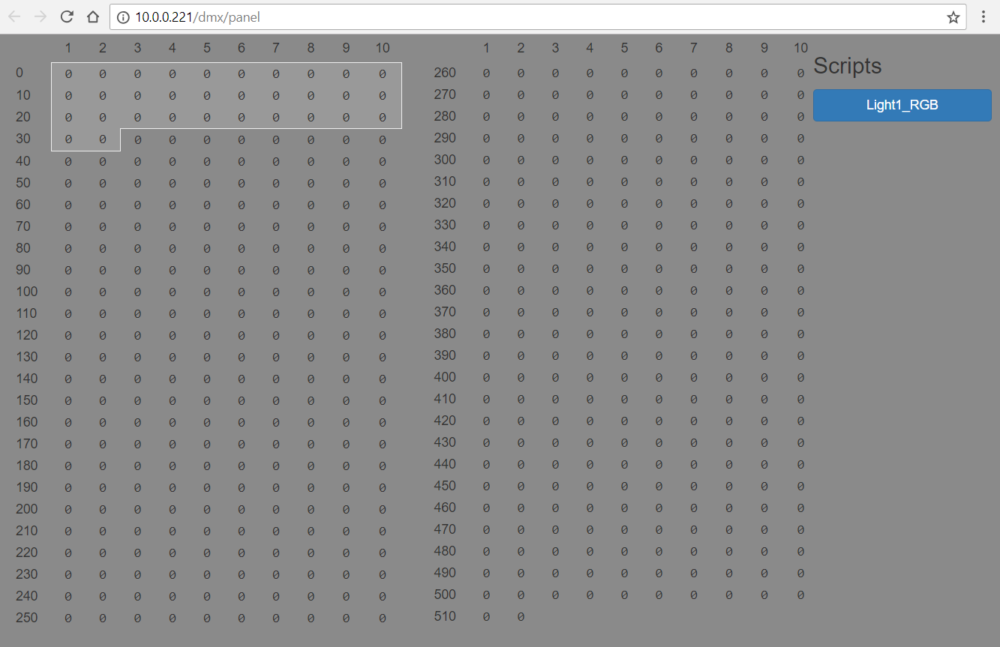 10.0.0.221/dmx/panel
1 2 3 4 5 6 7 8 9 10 1 2 3 4 5 6 7 8 9 10
Scripts
0 0 0 0 0 0 0 0 0 0 0 260 0 0 0 0 0 0 0 0 0 0
10 0 0 0 0 0 0 0 0 0 0 270 0 0 0 0 0 0 0 0 0 0
Light1_RGB
20 0 0 0 0 0 0 0 0 0 0 280 0 0 0 0 0 0 0 0 0 0
30 0 0 0 0 0 0 0 0 0 0 290 0 0 0 0 0 0 0 0 0 0
40 0 0 0 0 0 0 0 0 0 0 300 0 0 0 0 0 0 0 0 0 0
50 0 0 0 0 0 0 0 0 0 0 310 0 0 0 0 0 0 0 0 0 0
60 0 0 0 0 0 0 0 0 0 0 320 0 0 0 0 0 0 0 0 0 0
70 0 0 0 0 0 0 0 0 0 0 330 0 0 0 0 0 0 0 0 0 0
80 0 0 0 0 0 0 0 0 0 0 340 0 0 0 0 0 0 0 0 0 0
90 0 0 0 0 0 0 0 0 0 0 350 0 0 0 0 0 0 0 0 0 0
100 0 0 0 0 0 0 0 0 0 0 360 0 0 0 0 0 0 0 0 0 0
110 0 0 0 0 0 0 0 0 0 0 370 0 0 0 0 0 0 0 0 0 0
120 0 0 0 0 0 0 0 0 0 0 380 0 0 0 0 0 0 0 0 0 0
130 0 0 0 0 0 0 0 0 0 0 390 0 0 0 0 0 0 0 0 0 0
140 0 0 0 0 0 0 0 0 0 0 400 0 0 0 0 0 0 0 0 0 0
150 0 0 0 0 0 0 0 0 0 0 410 0 0 0 0 0 0 0 0 0 0
160 0 0 0 0 0 0 0 0 0 0 420 0 0 0 0 0 0 0 0 0 0
170 0 0 0 0 0 0 0 0 0 0 430 0 0 0 0 0 0 0 0 0 0
180 0 0 0 0 0 0 0 0 0 0 440 0 0 0 0 0 0 0 0 0 0
190 0 0 0 0 0 0 0 0 0 0 450 0 0 0 0 0 0 0 0 0 0
200 0 0 0 0 0 0 0 0 0 0 460 0 0 0 0 0 0 0 0 0 0
210 0 0 0 0 0 0 0 0 0 0 470 0 0 0 0 0 0 0 0 0 0
220 0 0 0 0 0 0 0 0 0 0 480 0 0 0 0 0 0 0 0 0 0
230 0 0 0 0 0 0 0 0 0 0 490 0 0 0 0 0 0 0 0 0 0
240 0 0 0 0 0 0 0 0 0 0 500 0 0 0 0 0 0 0 0 0 0
250 0 0 0 0 0 0 0 0 0 0 510 0 0